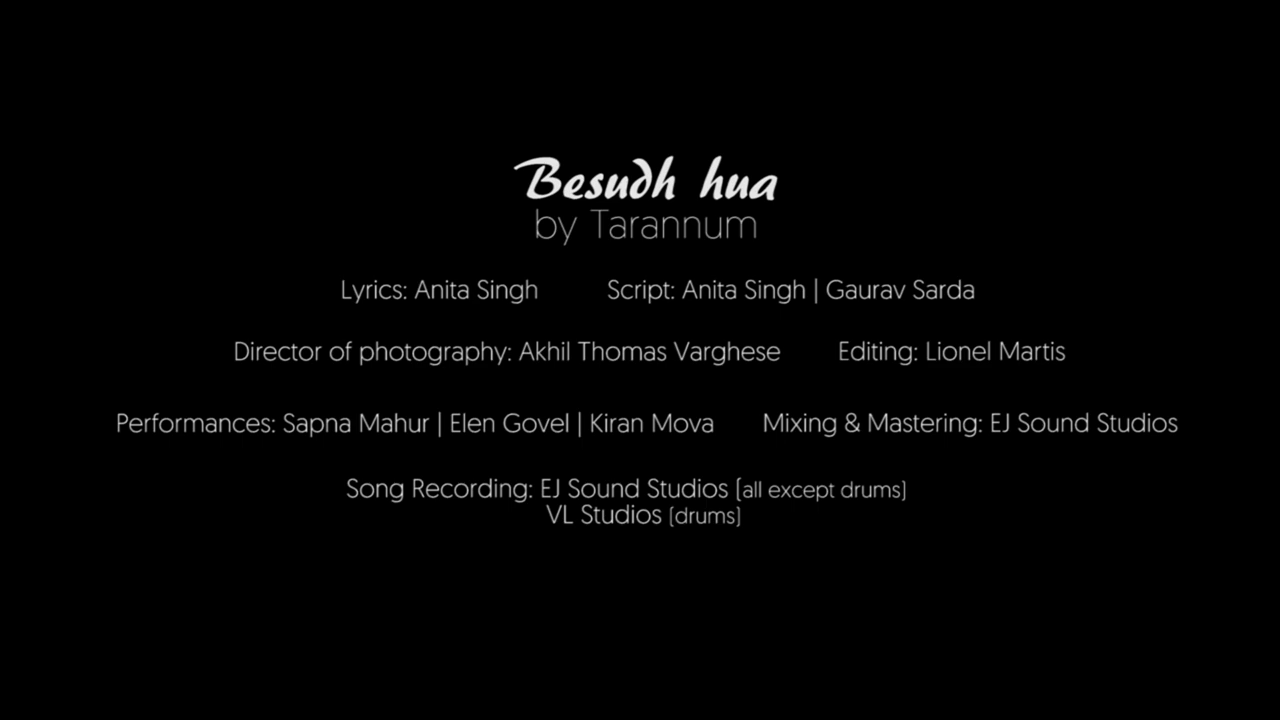 Besudh hua
by Tarannum
Lyrics: Anita Singh Script: Anita Singh | Gaurav Sarda
Director of photography: Akhil Thomas Varghese Editing: Lionel Martis
Performances: Sapna Mahur | Elen Govel | Kiran Mova Mixing & Mastering: EJ Sound Studios
Song Recording: EJ Sound Studios (all except drums)
VL Studios (drums)